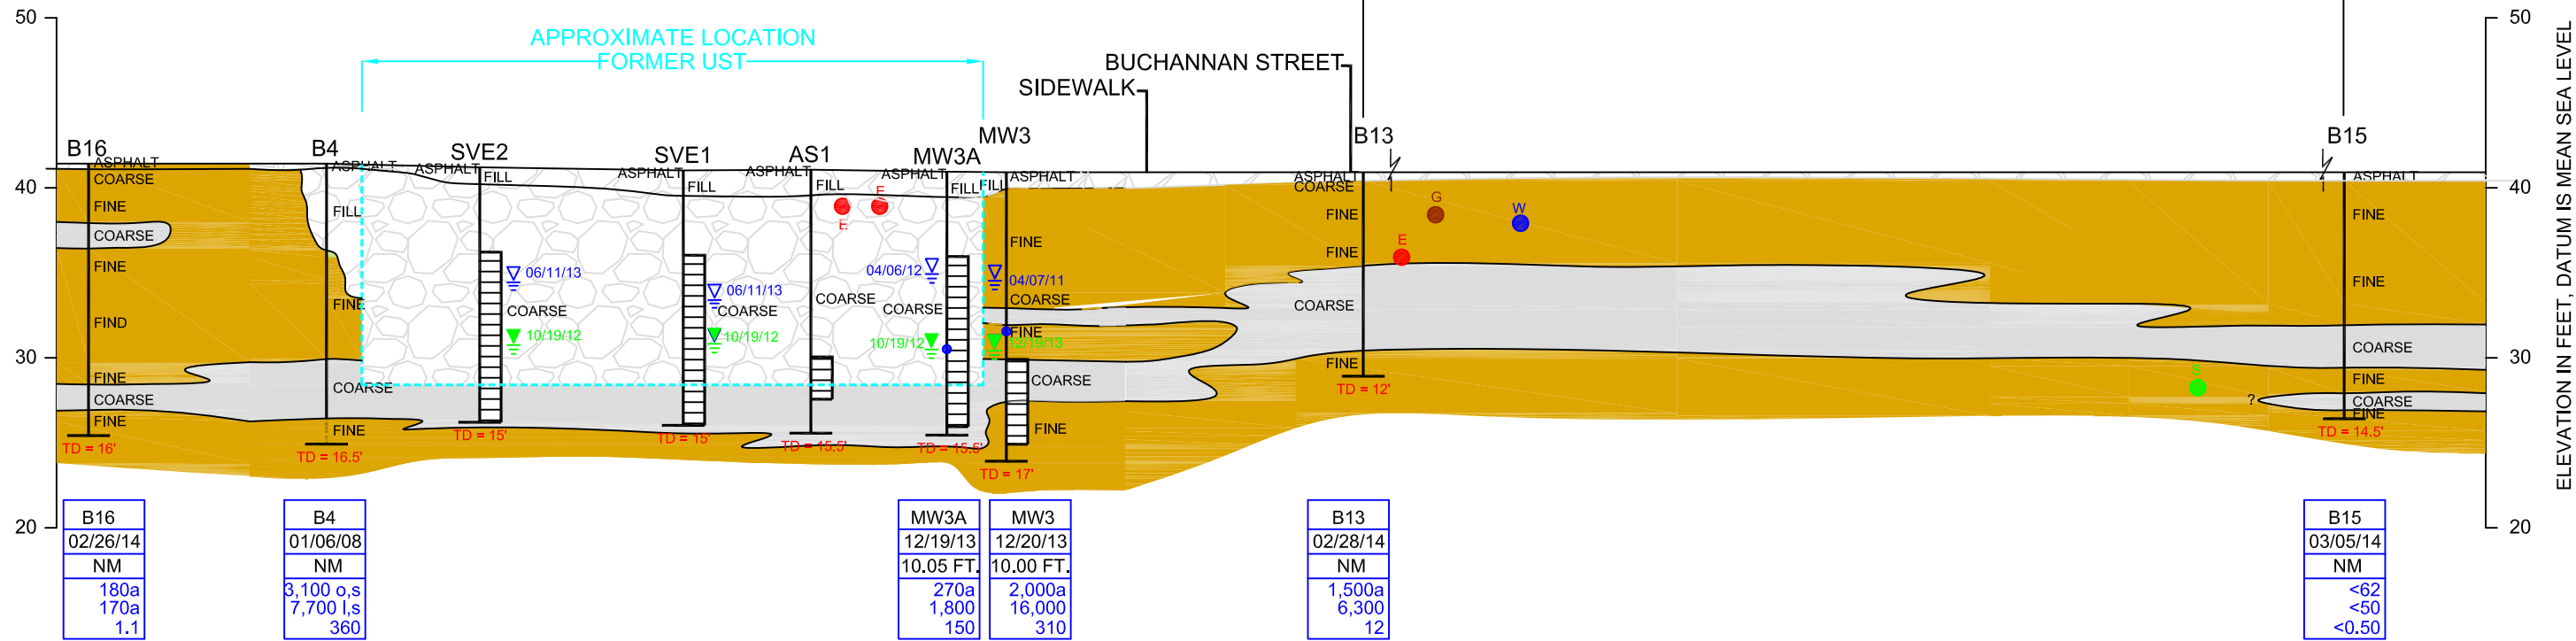 50
50
APPROXIMATE LOCATION
FORMER UST
BUCHANNAN STREET
SIDEWALK
ELEVATION IN FEET, DATUM IS MEAN SEA LEVEL
B16
B4
SVE2
SVE1
AS1
MW3A
MW3
B13
B15
ASPHALT
ASPHALT
ASPHALT
ASPHALT
ASPHALT
ASPHALT
ASPHALT
ASPHALT
ASPHALT
COARSE
FILL
FILL
FILL
FILL
FILL
COARSE
40
40
FINE
FILL
E
E
FINE
G
W
FINE
COARSE
FINE
FINE
E
FINE
06/11/13
04/06/12
04/07/11
FINE
06/11/13
FINE
COARSE
COARSE
COARSE
COARSE
COARSE
COARSE
FIND
10/19/12
10/19/12
10/19/12
FINE
12/19/13
COARSE
30
30
FINE
FINE
COARSE
COARSE
FINE
TD = 12'
S
COARSE
?
COARSE
FINE
FINE
FINE
FINE
TD = 16'
TD = 16.5'
TD = 15'
TD = 15'
TD = 15.5'
TD = 15.5'
TD = 17'
TD = 14.5'
20
20
B16
02/26/14
NM
180a
170a
1.1
B4
01/06/08
NM
3,100 o,s
7,700 l,s
360
MW3A
12/19/13
10.05 FT.
270a
1,800
150
MW3
12/20/13
10.00 FT.
2,000a
16,000
310
B13
02/28/14
NM
1,500a
6,300
12
B15
03/05/14
NM
<62
<50
<0.50